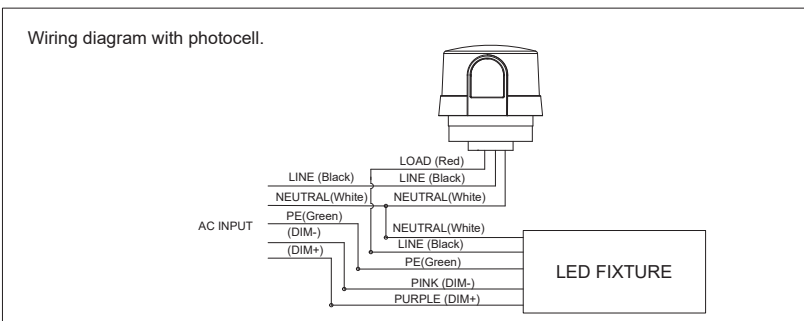 Wiring diagram with photocell.
LOAD (Red)
LINE (Black) LINE (Black)
NEUTRAL(White) NEUTRAL(White)
PE(Green)
AC INPUT
(DIM-)
NEUTRAL(White)
(DIM+)
LINE (Black)
PE(Green)
LED FIXTURE
PINK (DIM-)
PURPLE (DIM+)